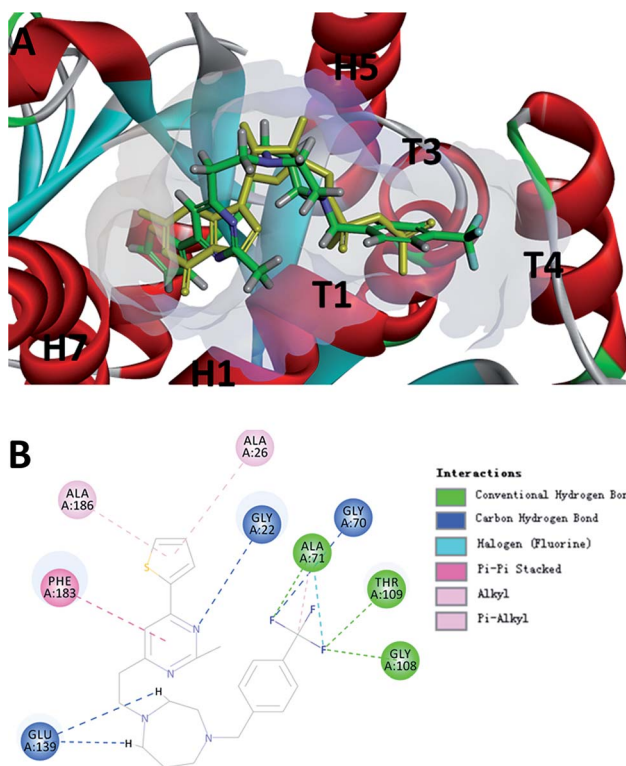 A
H5
T3
T4
T1
H7
H1
B
ALA
A:26
ALA
A:186
GLY
A:22
GLY
A:70
ALA
A:71
PHE
A:183
THR
A:109
GLY
A:108
GLU
A:139
S
N
N
N
N
H
H
F
F
F
Interactions
Conventional Hydrogen Bon
Carbon Hydrogen Bond
Halogen (Fluorine)
Pi-Pi Stacked
Alkyl
Pi-Alkyl